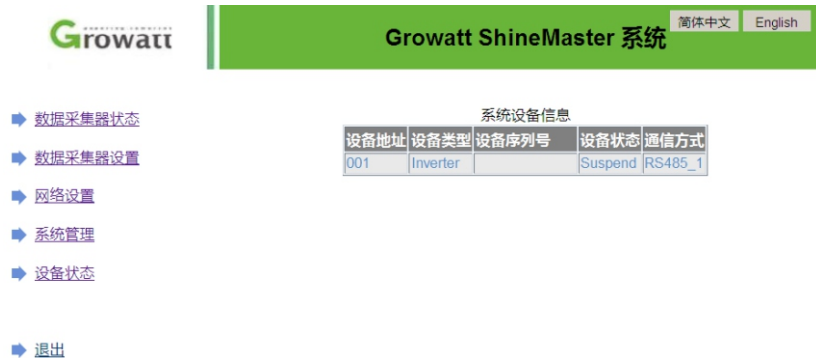 Growatt
Growatt ShineMaster 系统
简体中文 English
数据采集器状态
数据采集器设置
网络设置
系统管理
设备状态
退出
系统设备信息
设备地址 设备类型 设备序列号 设备状态 通信方式
001 Inverter Suspend RS485_1